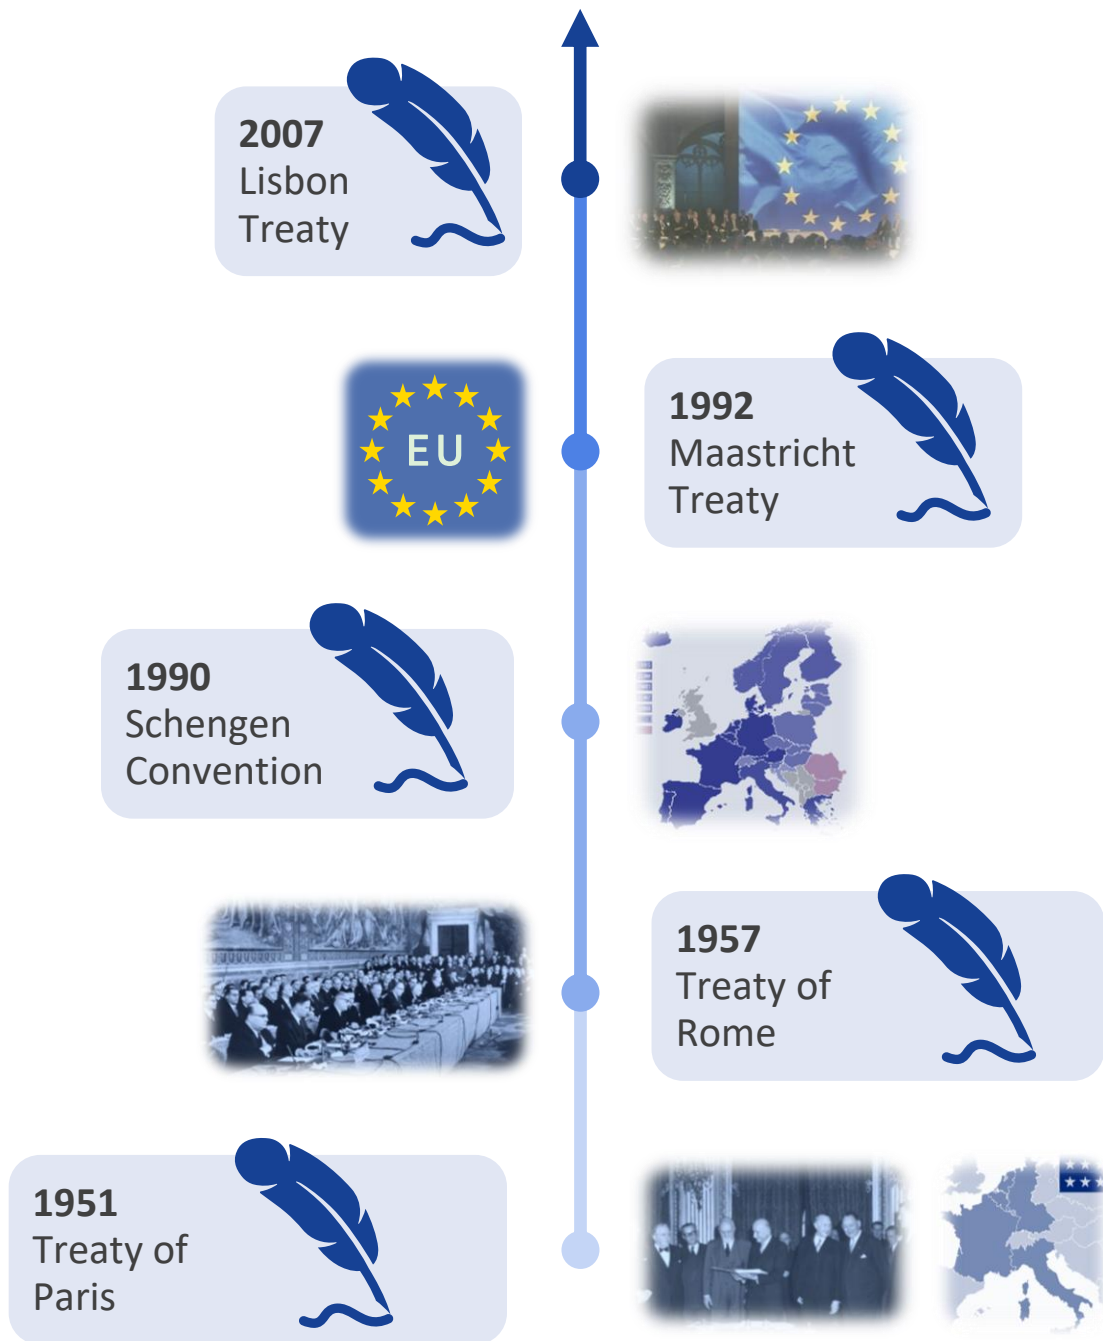 2007
Lisbon
Treaty
EU
1992
Maastricht
Treaty
1990
Schengen
Convention
1957
Treaty of
Rome
1951
Treaty of
Paris